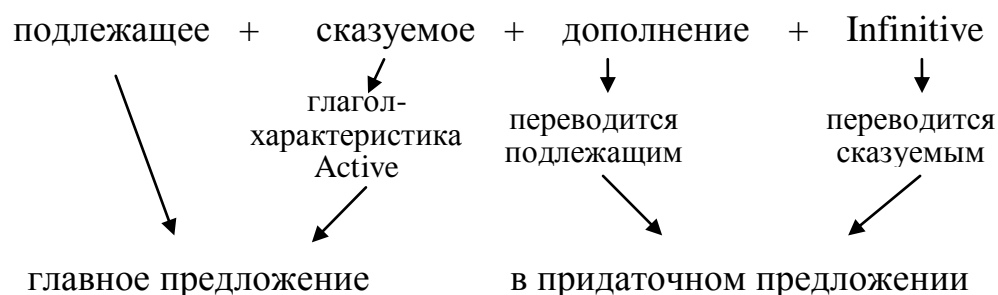 подлежащее + сказуемое + дополнение + Infinitive
глагол-
характеристика
Active
переводится
подлежащим
переводится
сказуемым
главное предложение
в придаточном предложении